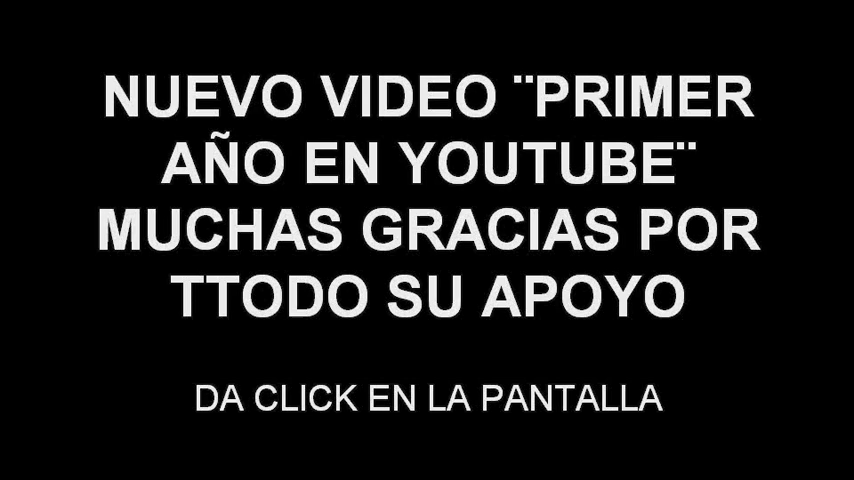 NUEVO VIDEO ¨PRIMER
AÑO EN YOUTUBE¨
MUCHAS GRACIAS POR
TTODO SU APOYO
DA CLICK EN LA PANTALLA